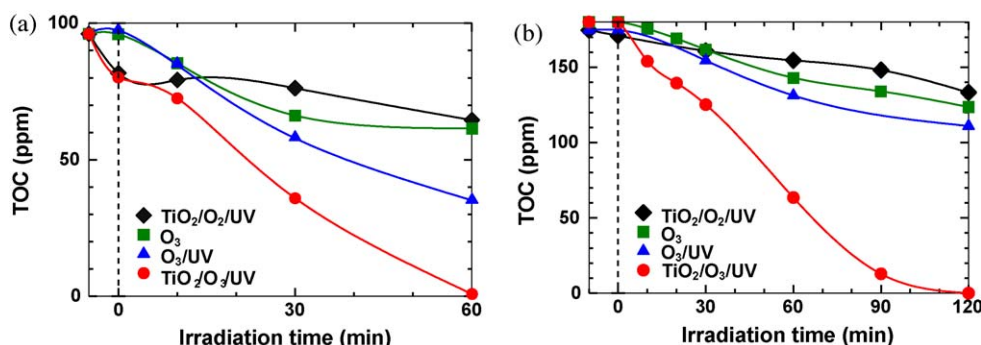 (a)
100
50
0
TOC (ppm)
TiO₂/O₂/UV
O₃
O₃/UV
TiO₂/O₃/UV
0 30 60
Irradiation time (min)
(b)
150
100
50
0
TOC (ppm)
TiO₂/O₂/UV
O₃
O₃/UV
TiO₂/O₃/UV
0 30 60 90 120
Irradiation time (min)